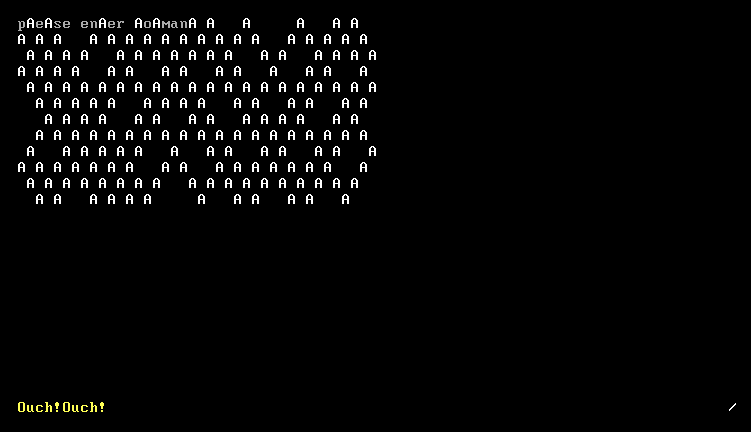 pAeAse enAer AoAmanA A   A     A   A A
A A A   A A A A A A A A A A   A A A A A
 A A A A   A A A A A A A   A A   A A A A
A A A A   A A   A A   A A   A   A A   A
 A A A A A A A A A A A A A A A A A A A A
  A A A A A   A A A A   A A   A A   A A
   A A A A   A A   A A   A A A A   A A
  A A A A A A A A A A A A A A A A A A A
 A   A A A A A   A   A A   A A   A A   A
A A A A A A A   A A   A A A A A A A   A
 A A A A A A A A   A A A A A A A A A A
  A A   A A A A     A   A A   A A   A
Ouch!Ouch! /